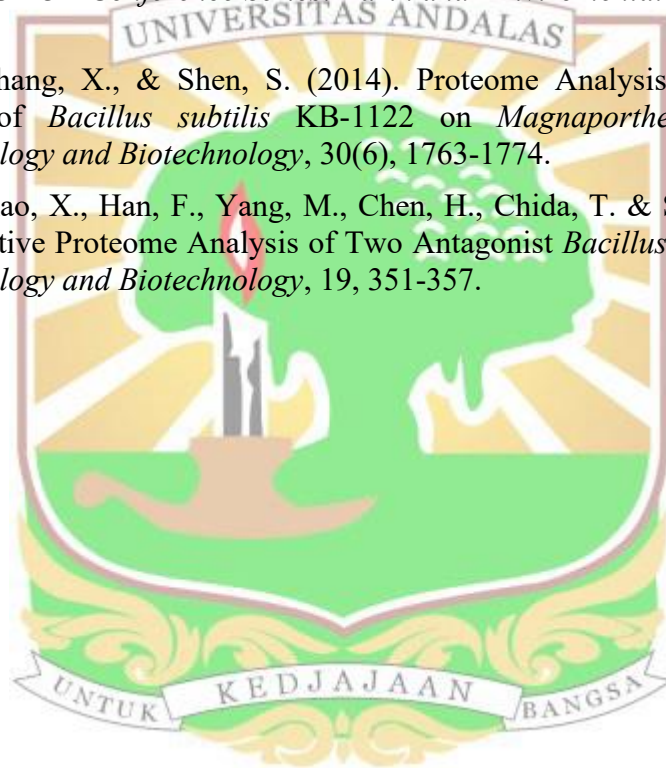 UNIVERSITAS ANDALAS
hang, X., & Shen, S. (2014). Proteome Analysis
of Bacillus subtilis KB-1122 on Magnaporthe
logy and Biotechnology, 30(6), 1763-1774.
ao, X., Han, F., Yang, M., Chen, H., Chida, T. & S
tive Proteome Analysis of Two Antagonist Bacillus
logy and Biotechnology, 19, 351-357.
UNTUK KEDJAJAAN BANGSA